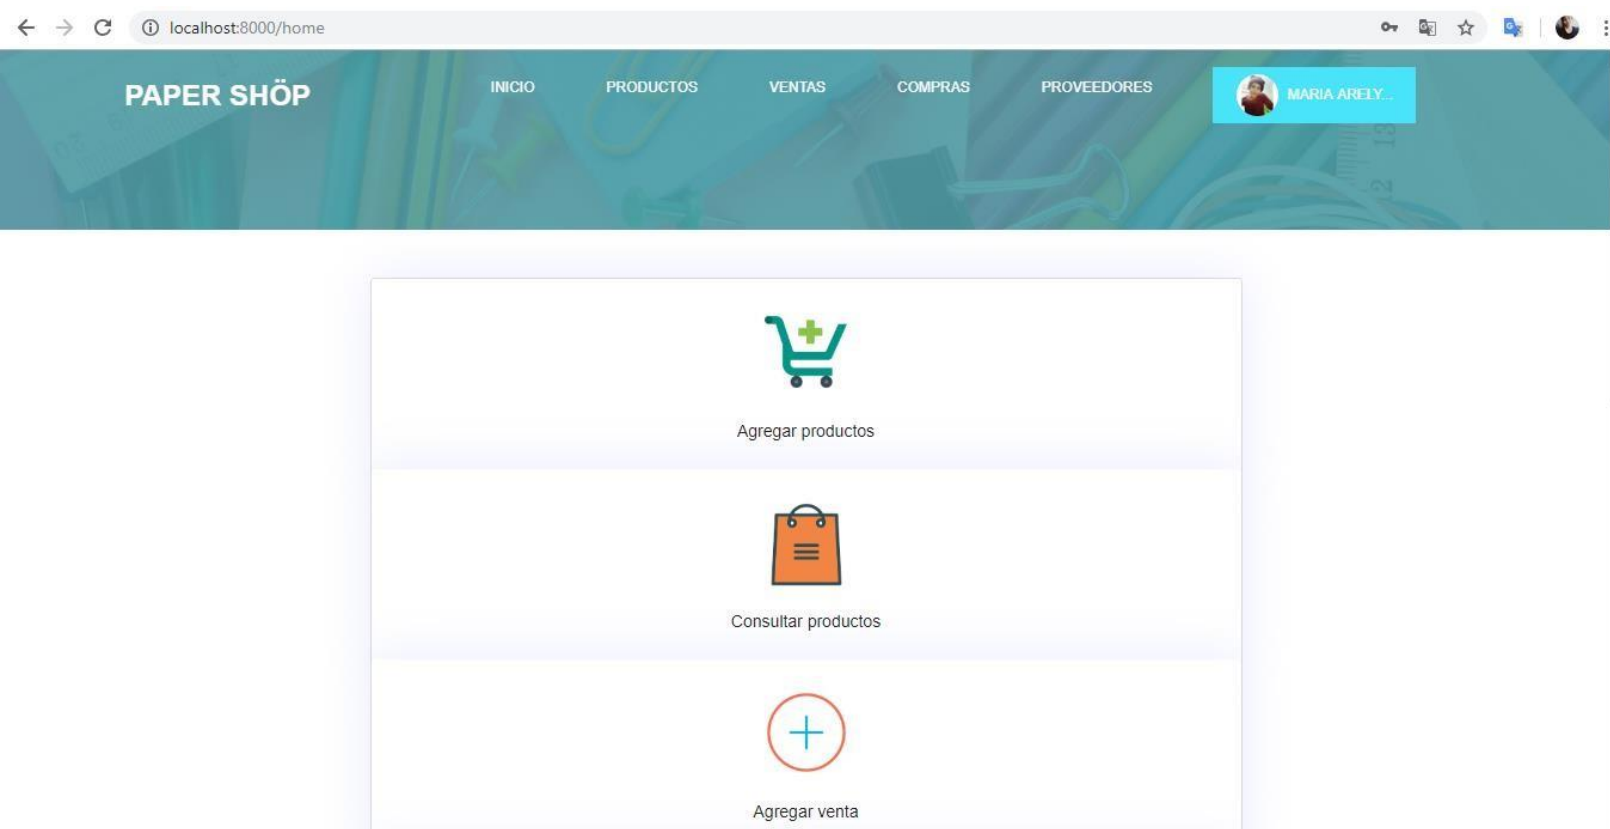 localhost:8000/home
PAPER SHÖP
INICIO
PRODUCTOS
VENTAS
COMPRAS
PROVEEDORES
MARIA ARELY...
Agregar productos
Consultar productos
Agregar venta